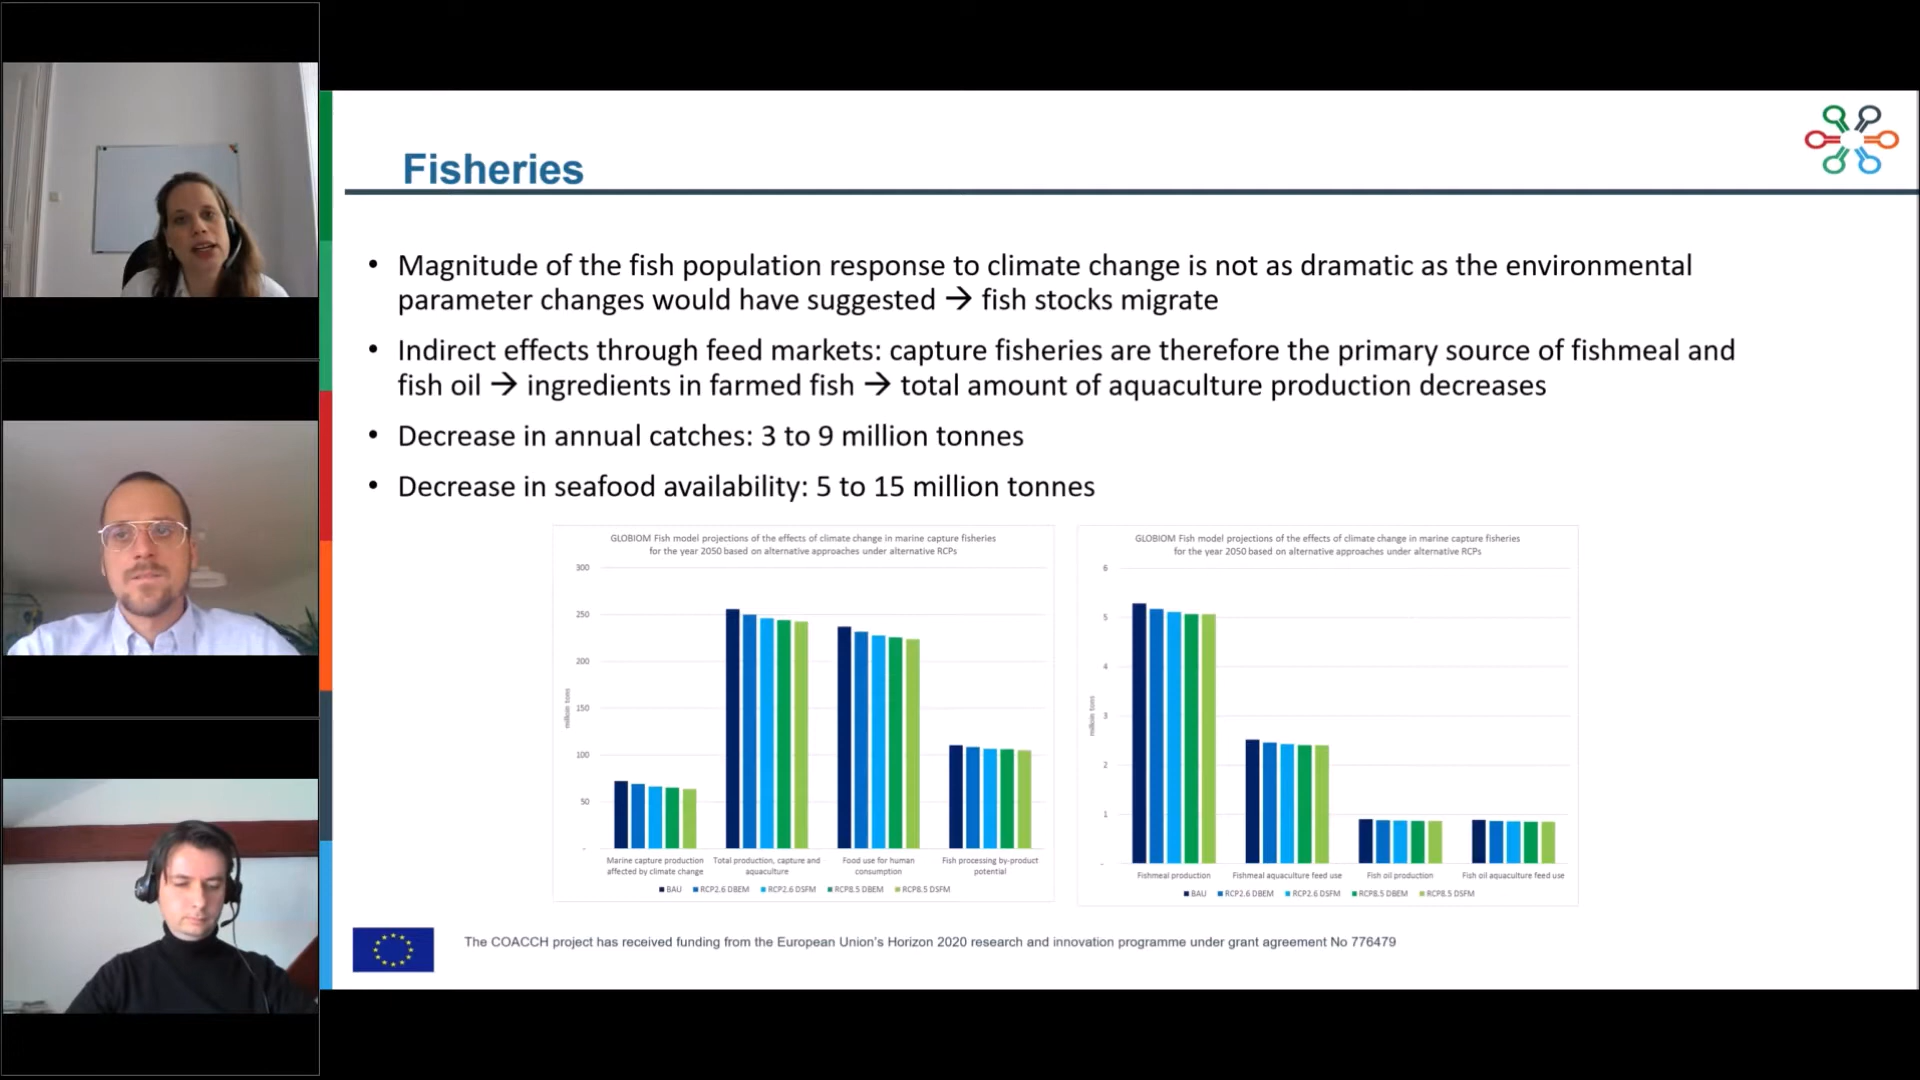 Fisheries
• Magnitude of the fish population response to climate change is not as dramatic as the environmental
parameter changes would have suggested → fish stocks migrate
• Indirect effects through feed markets: capture fisheries are therefore the primary source of fishmeal and
fish oil → ingredients in farmed fish → total amount of aquaculture production decreases
• Decrease in annual catches: 3 to 9 million tonnes
• Decrease in seafood availability: 5 to 15 million tonnes
GLOBIOM Fish model projections of the effects of climate change in marine capture fisheries
for the year 2050 based on alternative approaches under alternative RCPs
300
250
200
150
100
50
-
million tons
Marine capture production
affected by climate change
Total production, capture and
aquaculture
Food use for human
consumption
Fish processing by-product
potential
BAU RCP2.6 DBEM RCP2.6 DSFM RCP8.5 DBEM RCP8.5 DSFM
GLOBIOM Fish model projections of the effects of climate change in marine capture fisheries
for the year 2050 based on alternative approaches under alternative RCPs
6
5
4
3
2
1
-
million tons
Fishmeal production
Fishmeal aquaculture feed use
Fish oil production
Fish oil aquaculture feed use
BAU RCP2.6 DBEM RCP2.6 DSFM RCP8.5 DBEM RCP8.5 DSFM
The COACCH project has received funding from the European Union's Horizon 2020 research and innovation programme under grant agreement No 776479